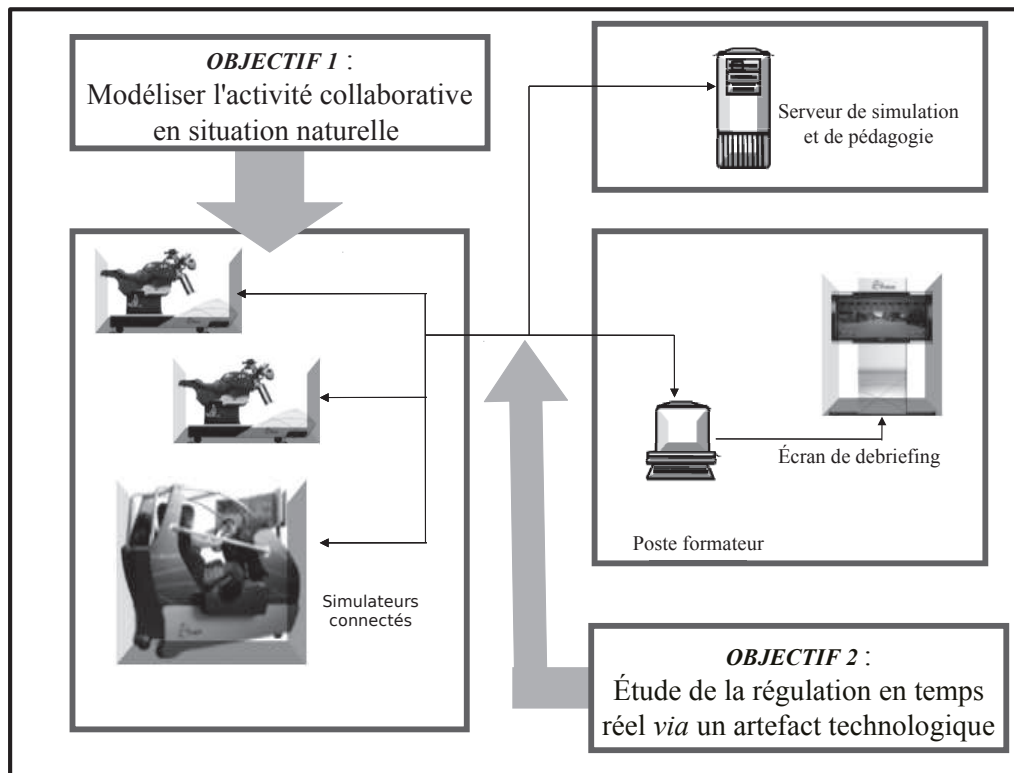 OBJECTIF 1 :
Modéliser l'activité collaborative
en situation naturelle
Serveur de simulation
et de pédagogie
Écran de debriefing
Poste formateur
Simulateurs
connectés
OBJECTIF 2 :
Étude de la régulation en temps
réel via un artefact technologique